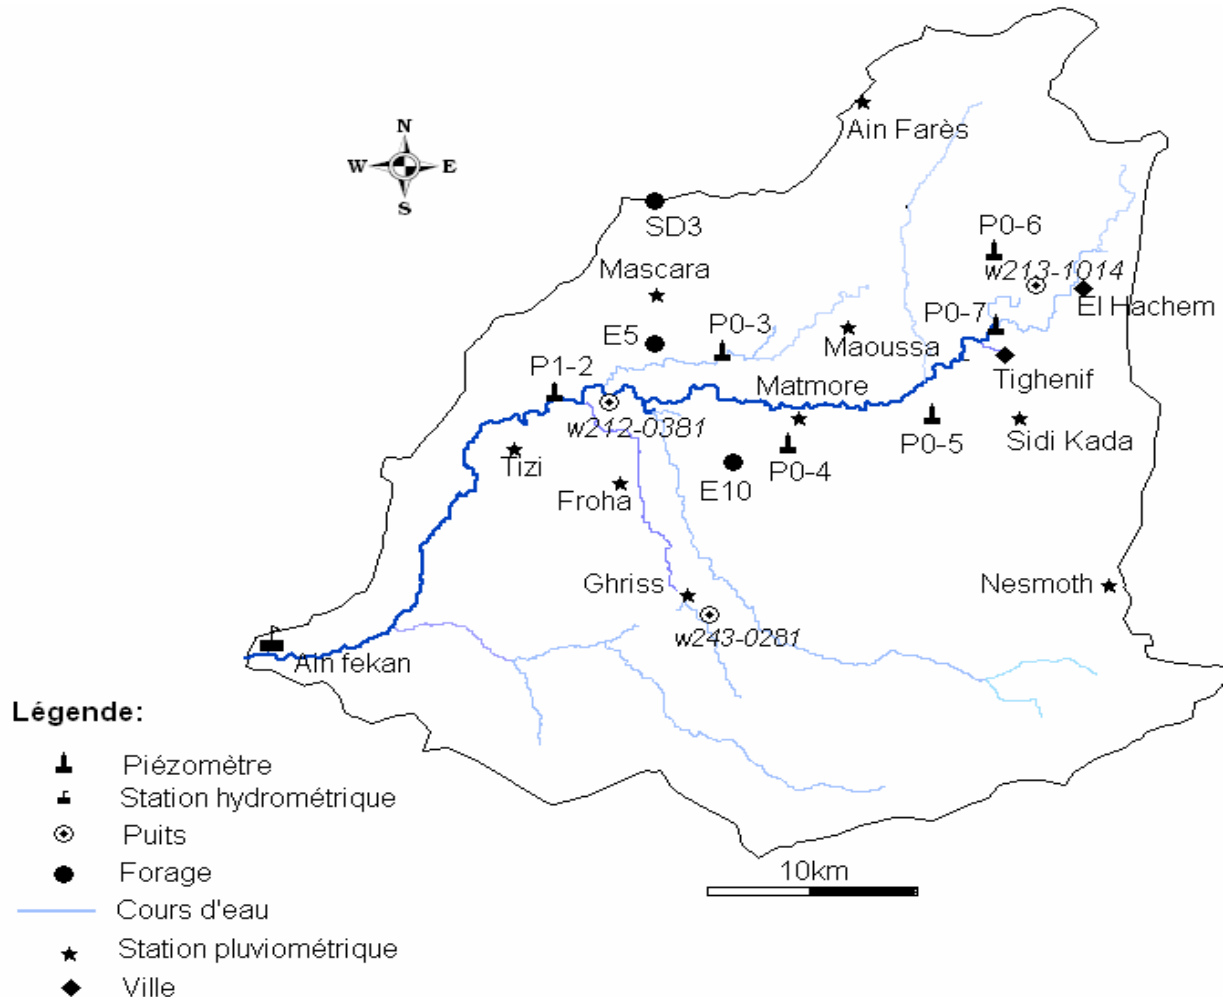 Ain Farès
N
W
E
S
SD3
P0-6
Mascara
w213-1014
El Hachem
E5
P0-3
P0-7
Maoussa
P1-2
Tighenif
Matmore
w212-0381
P0-5
Sidi Kada
P0-4
Tizi
Froha
E10
Ghriss
Nesmoth
w243-0281
Ain fekan
Légende:
Piézomètre
Station hydrométrique
Puits
Forage
10km
Cours d'eau
Station pluviométrique
Ville